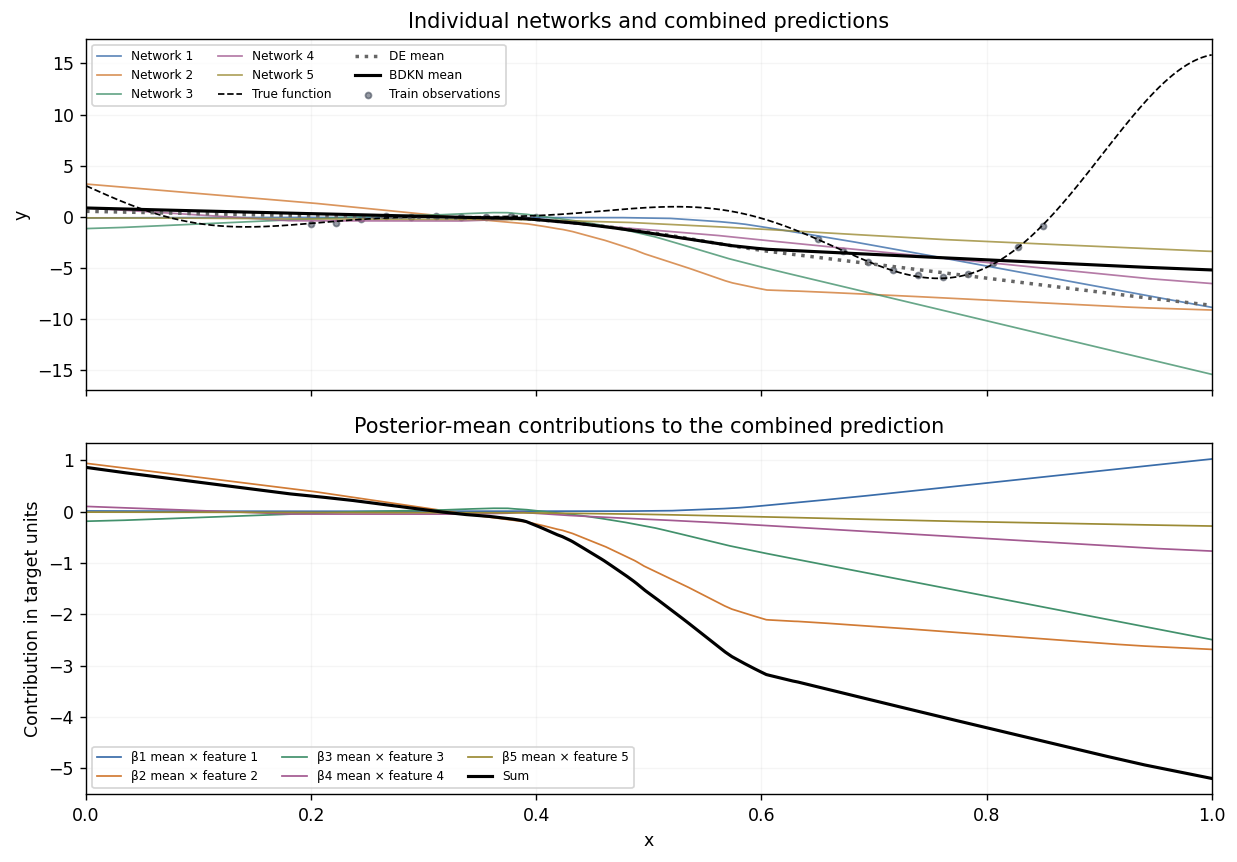 Individual networks and combined predictions
Network 1 Network 4 DE mean
Network 2 Network 5 BDKN mean
Network 3 True function Train observations
15
10
5
0
−5
−10
−15
y
Posterior-mean contributions to the combined prediction
1
0
−1
−2
−3
−4
−5
Contribution in target units
β1 mean × feature 1 β3 mean × feature 3 β5 mean × feature 5
β2 mean × feature 2 β4 mean × feature 4 Sum
0.0 0.2 0.4 0.6 0.8 1.0
x